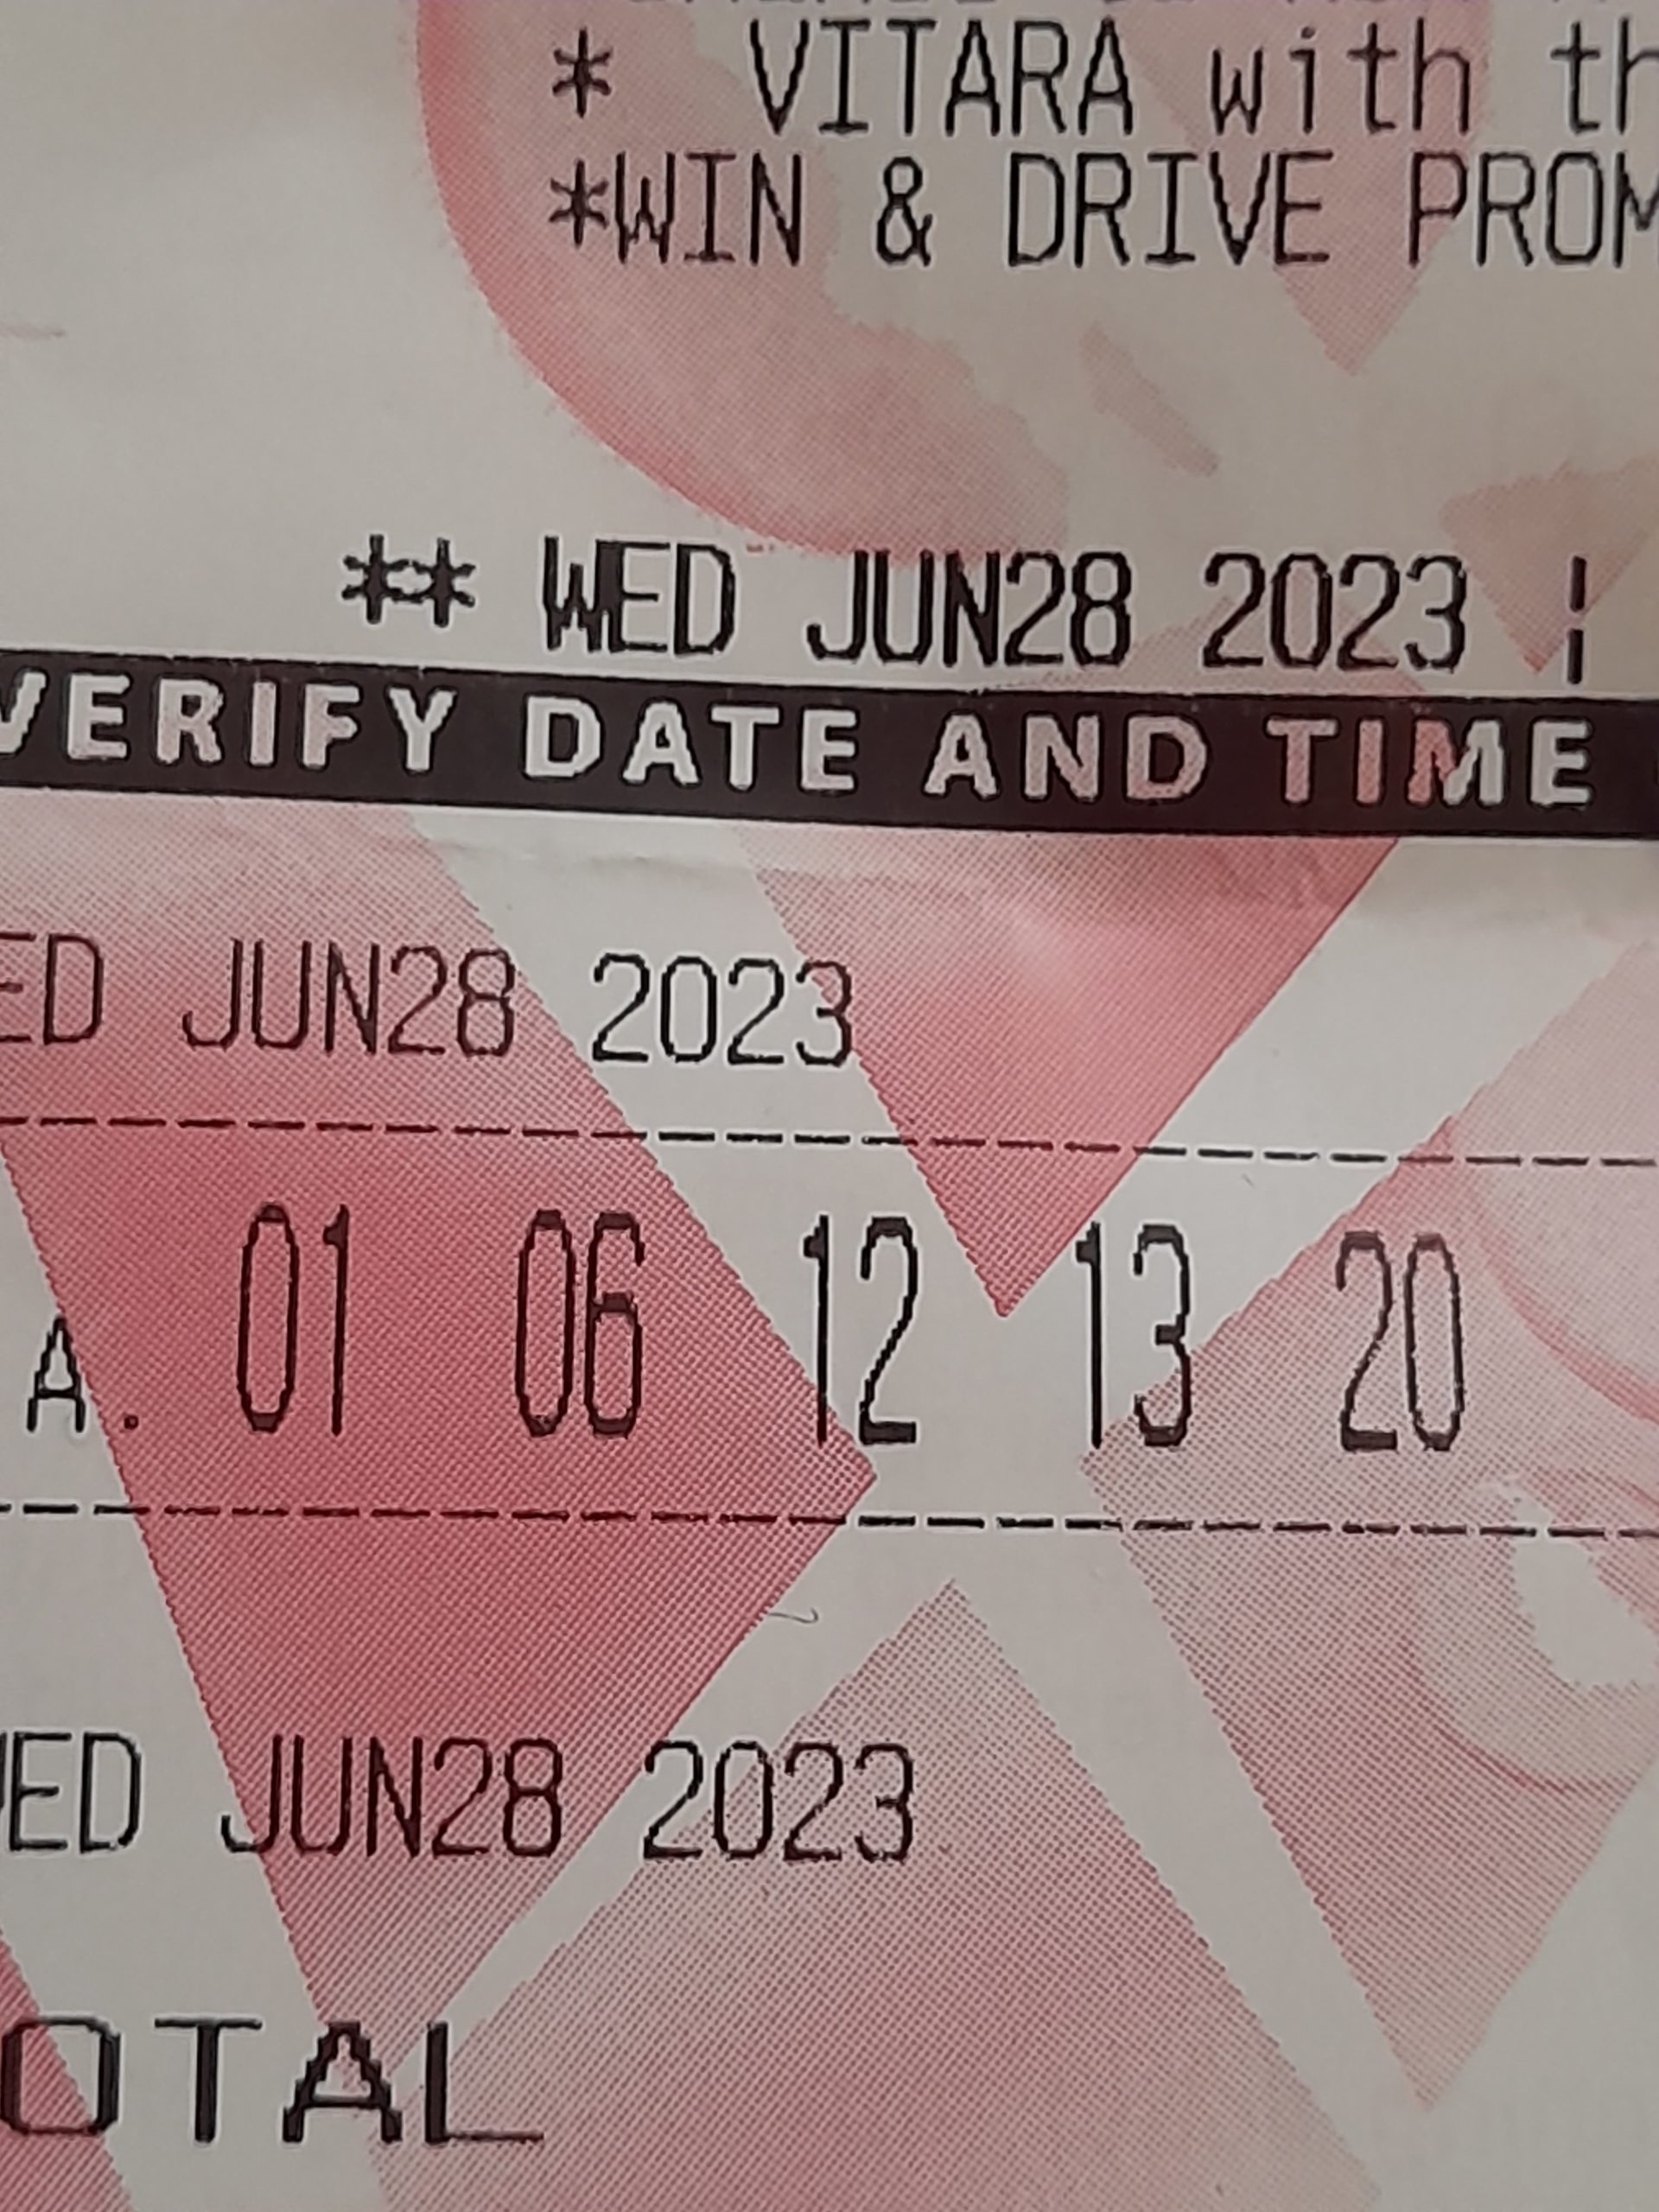 * VITARA with th
*WIN & DRIVE PROM
** WED JUN28 2023 ¦
VERIFY DATE AND TIME
ED JUN28 2023
A. 01 06 12 13 20
WED JUN28 2023
OTAL